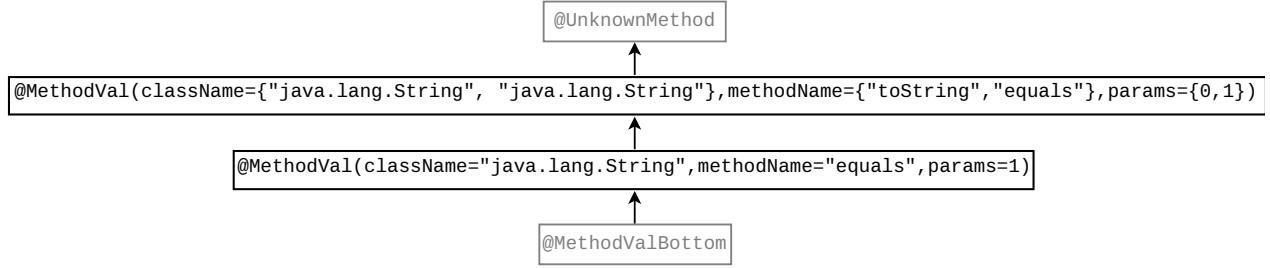 @UnknownMethod
@MethodVal(className={"java.lang.String", "java.lang.String"},methodName={"toString","equals"},params={0,1})
@MethodVal(className="java.lang.String",methodName="equals",params=1)
@MethodValBottom